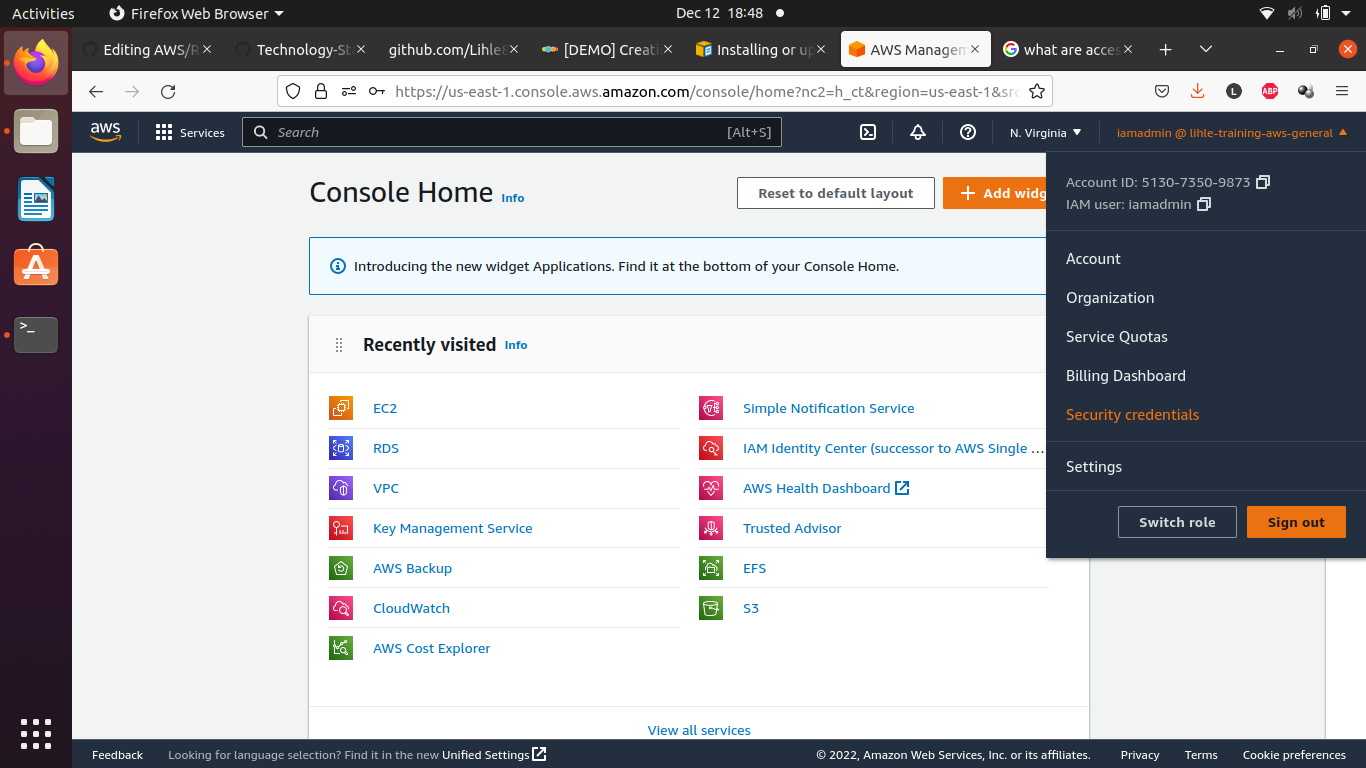 Activities
Firefox Web Browser
Dec 12 18:48
Editing AWS/R
Technology-St
github.com/Lihle
[DEMO] Creati
Installing or up
AWS Managem
what are acces
https://us-east-1.console.aws.amazon.com/console/home?nc2=h_ct&region=us-east-1&src
L
ABP
aws
Services
Search
[Alt+S]
N. Virginia
iamadmin @ lihle-training-aws-general
Account ID: 5130-7350-9873
IAM user: iamadmin
Account
Organization
Service Quotas
Billing Dashboard
Security credentials
Settings
Switch role
Sign out
Console Home
Info
Reset to default layout
Add widg
Introducing the new widget Applications. Find it at the bottom of your Console Home.
Recently visited
Info
EC2
RDS
VPC
Key Management Service
AWS Backup
CloudWatch
AWS Cost Explorer
Simple Notification Service
IAM Identity Center (successor to AWS Single ...
AWS Health Dashboard
Trusted Advisor
EFS
S3
View all services
Feedback
Looking for language selection? Find it in the new Unified Settings
© 2022, Amazon Web Services, Inc. or its affiliates.
Privacy
Terms
Cookie preferences